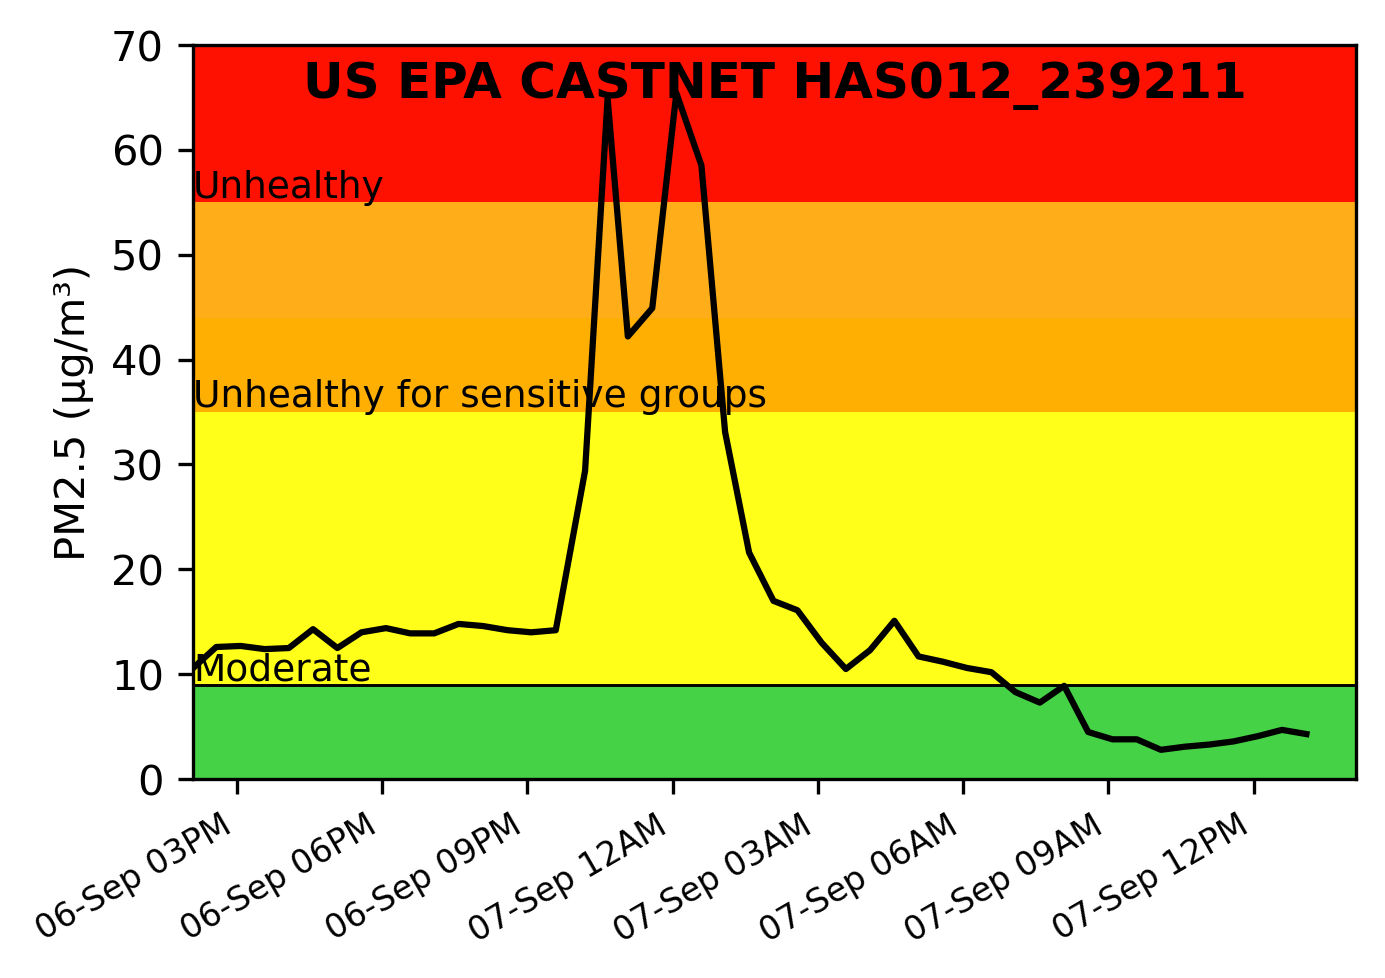 US EPA CASTNET HAS012_239211
PM2.5 (µg/m³)
70
60
50
40
30
20
10
0
Unhealthy
Unhealthy for sensitive groups
Moderate
06-Sep 03PM
06-Sep 06PM
06-Sep 09PM
07-Sep 12AM
07-Sep 03AM
07-Sep 06AM
07-Sep 09AM
07-Sep 12PM